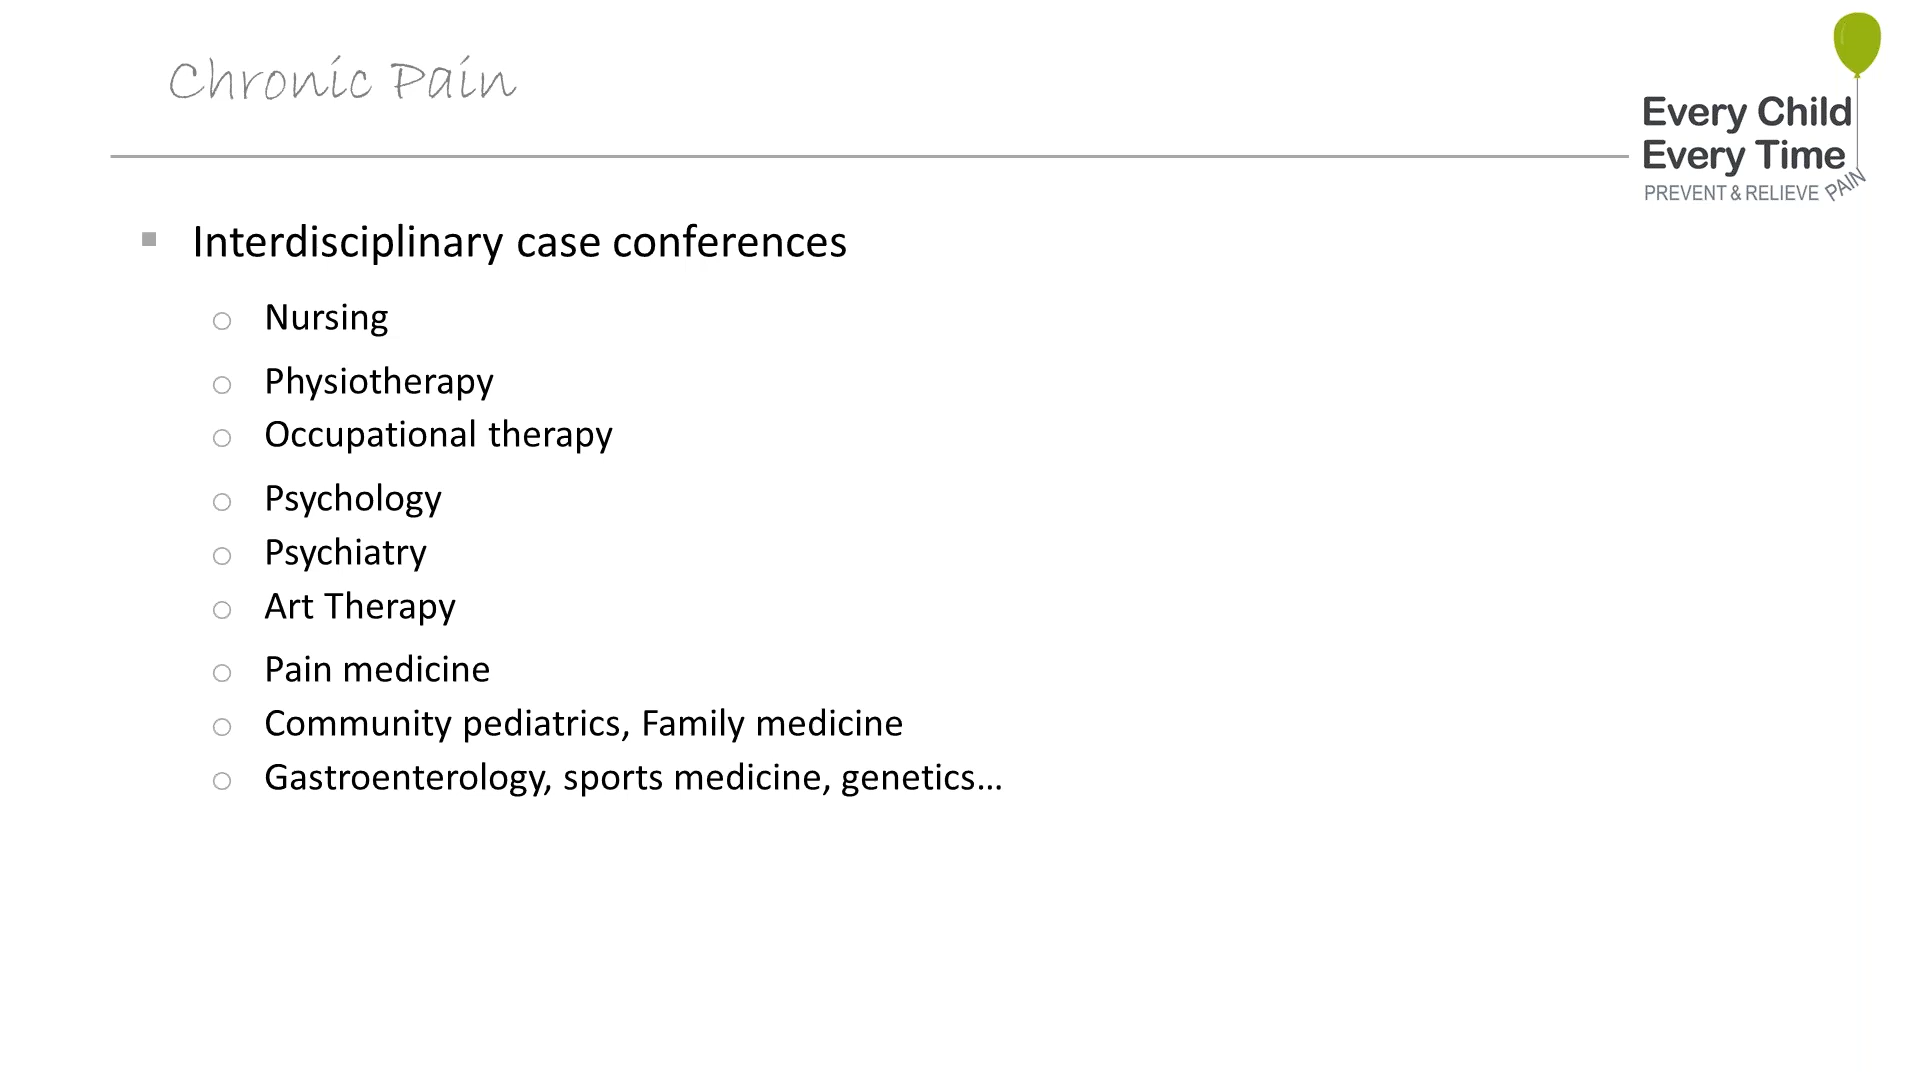 Chronic Pain
Every Child
Every Time
PREVENT & RELIEVE PAIN
Interdisciplinary case conferences
Nursing
Physiotherapy
Occupational therapy
Psychology
Psychiatry
Art Therapy
Pain medicine
Community pediatrics, Family medicine
Gastroenterology, sports medicine, genetics…